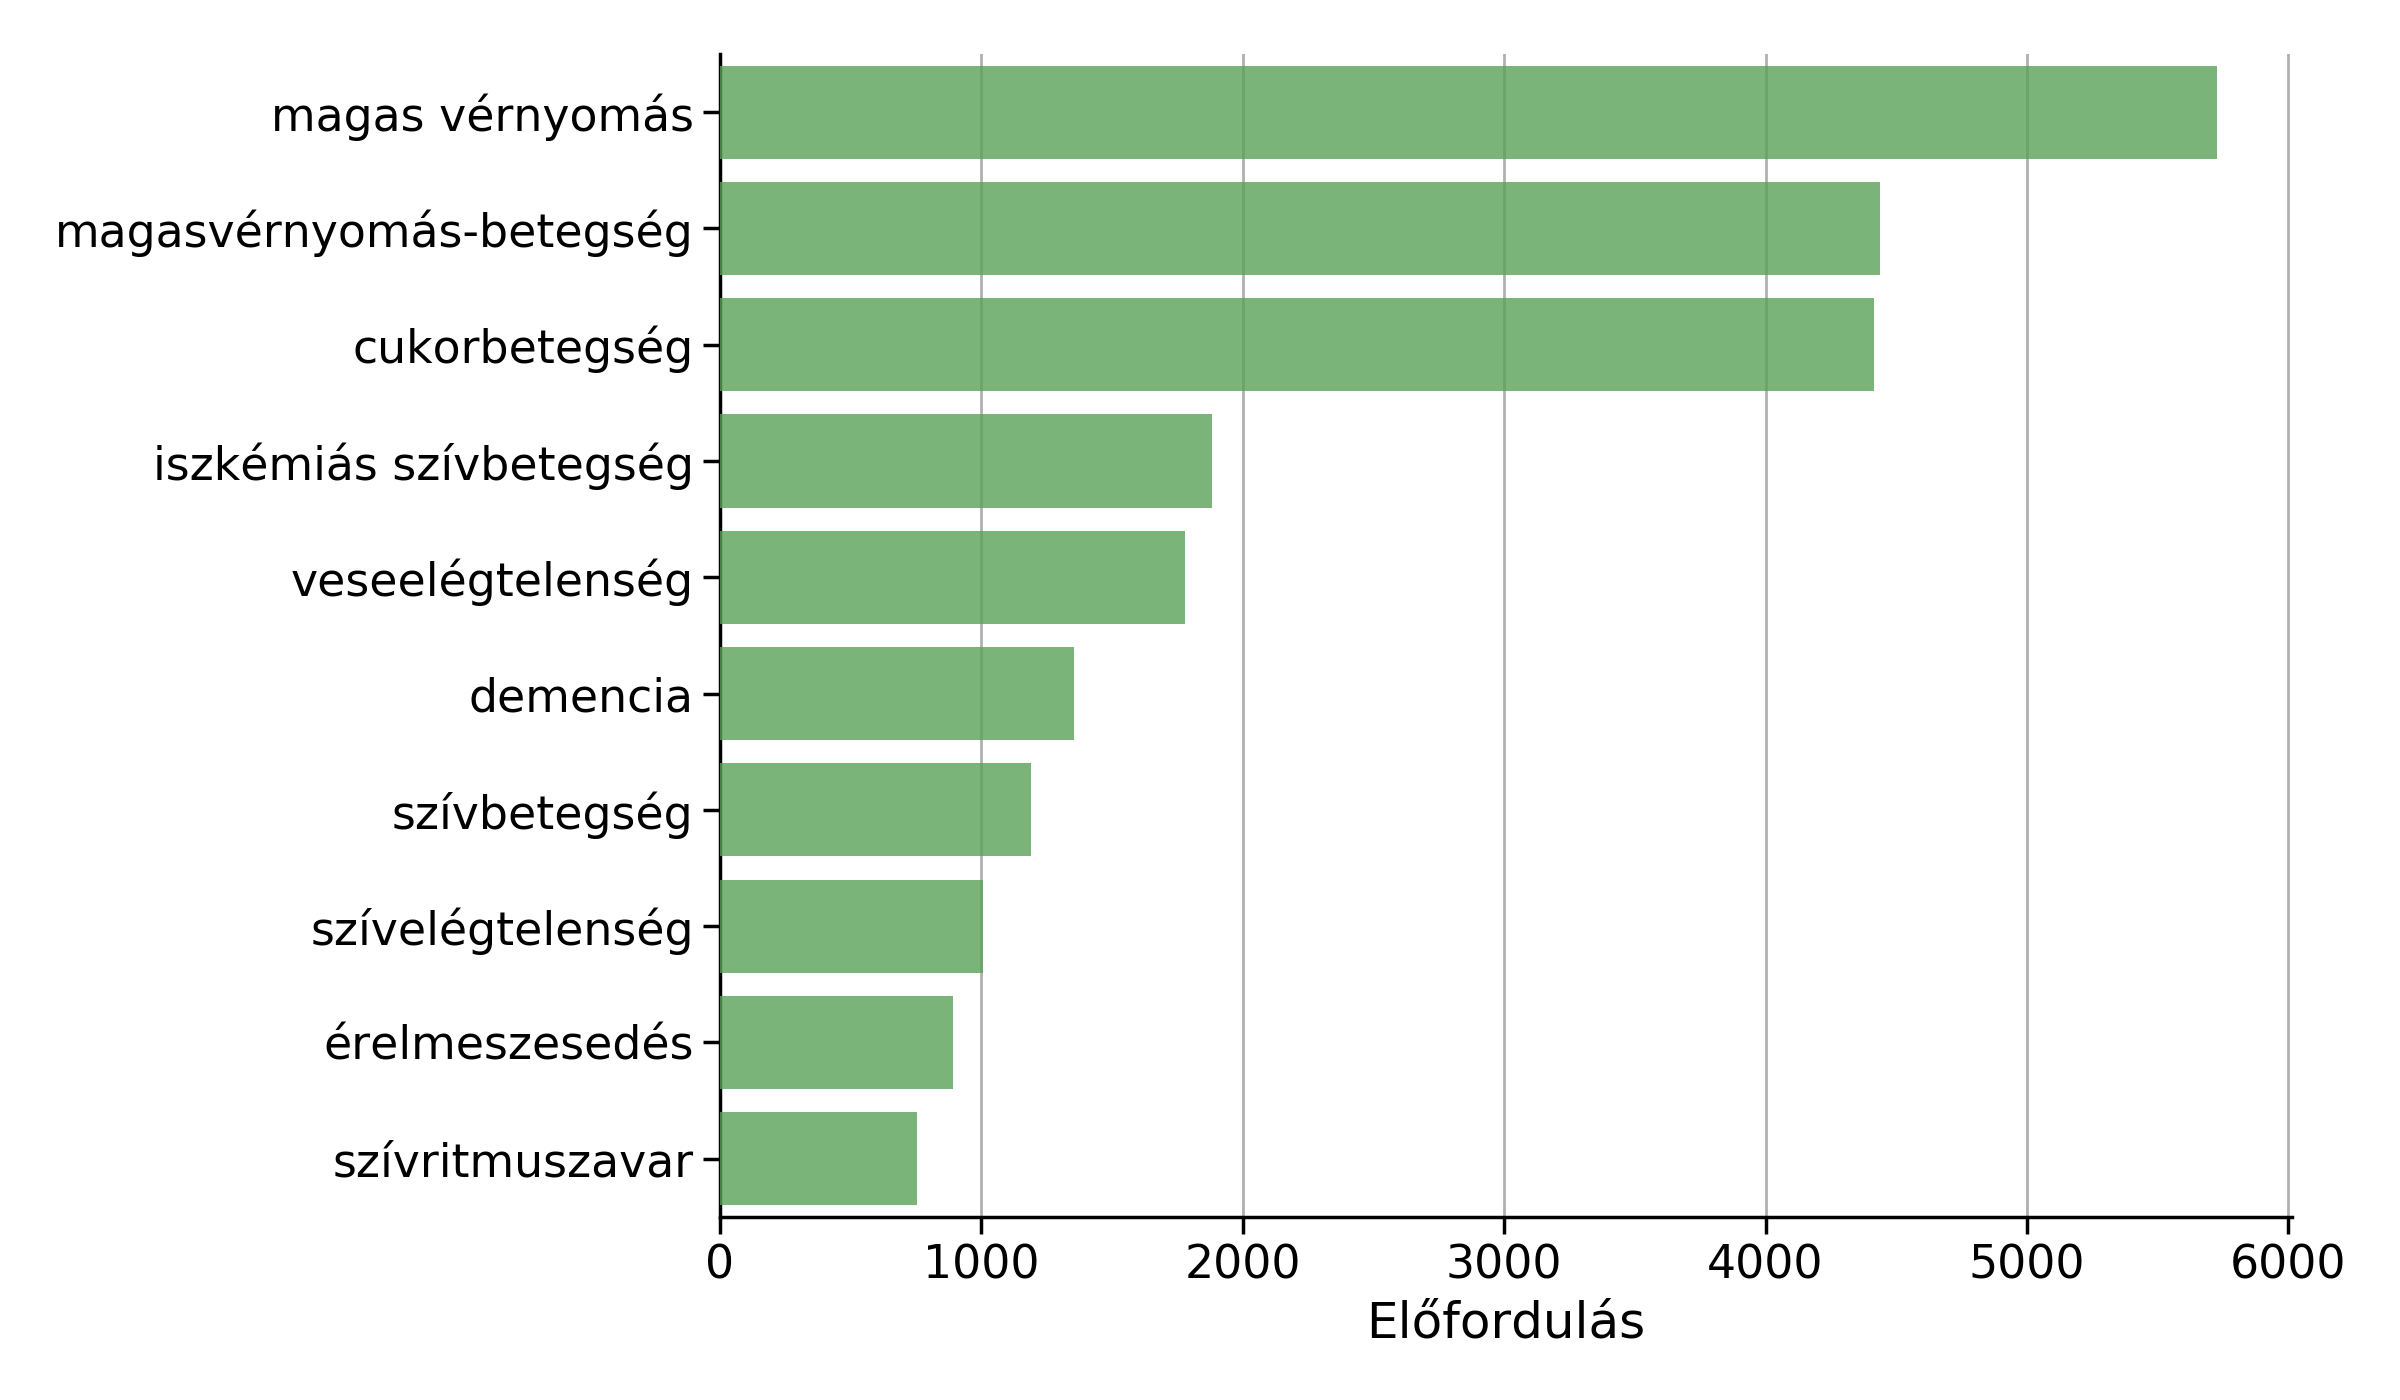 magas vérnyomás
magasvérnyomás-betegség
cukorbetegség
iszkémiás szívbetegség
veseelégtelenség
demencia
szívbetegség
szívelégtelenség
érelmeszesedés
szívritmuszavar
0 1000 2000 3000 4000 5000 6000
Előfordulás